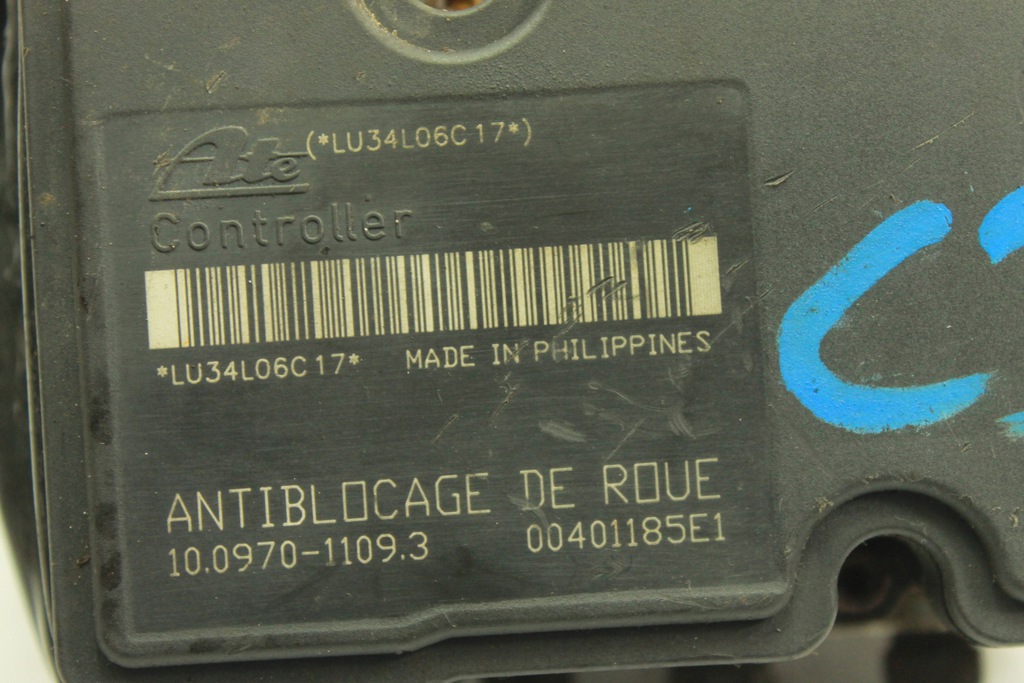 Ate (*LU34L06C17*)
Controller
*LU34L06C17* MADE IN PHILIPPINES
ANTIBLOCAGE DE ROUE
10.0970-1109.3 00401185E1